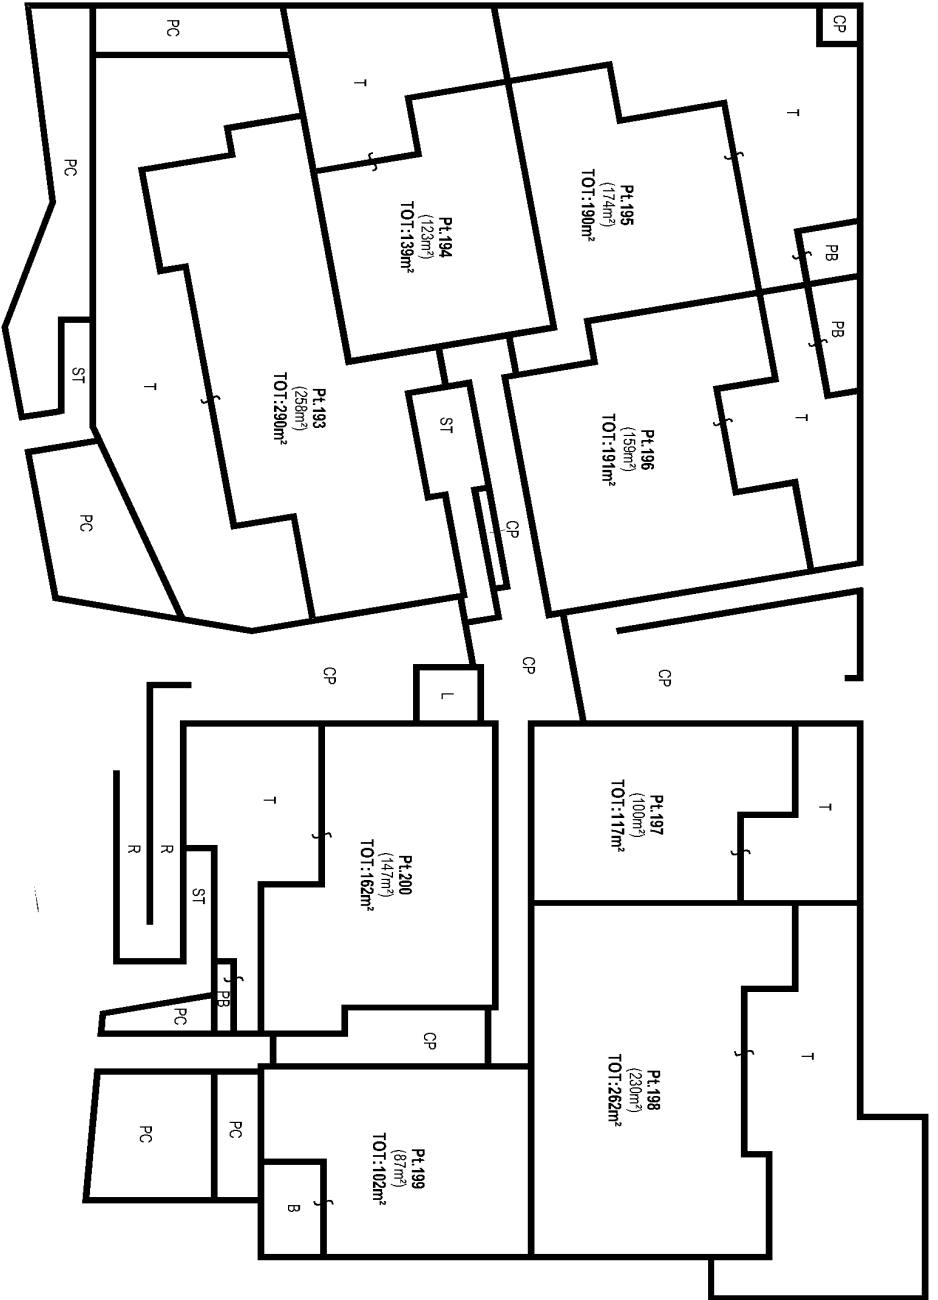 CP
PC
T
T
PC
Pt.195
(174m²)
TOT:190m²
Pt.194
(123m²)
TOT:139m²
PB
PB
ST
T
Pt.193
(258m²)
TOT:290m²
ST
Pt.196
(159m²)
TOT:191m²
T
PC
CP
CP
CP
CP
L
T
Pt.197
(100m²)
TOT:117m²
T
R
R
Pt.200
(147m²)
TOT:162m²
ST
PB
PC
CP
T
Pt.198
(230m²)
TOT:262m²
PC
PC
Pt.199
(87m²)
TOT:102m²
B